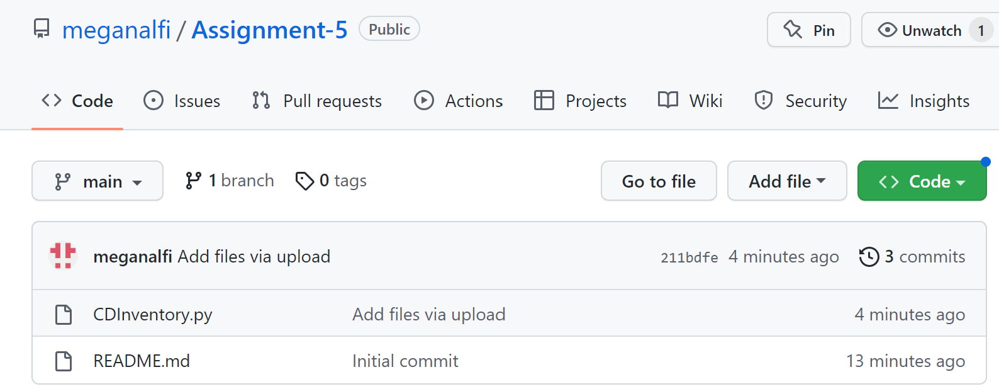 meganalfi / Assignment-5 Public Pin Unwatch 1
Code Issues Pull requests Actions Projects Wiki Security Insights
main 1 branch 0 tags Go to file Add file Code
meganalfi Add files via upload 211bdfe 4 minutes ago 3 commits
CDInventory.py Add files via upload 4 minutes ago
README.md Initial commit 13 minutes ago